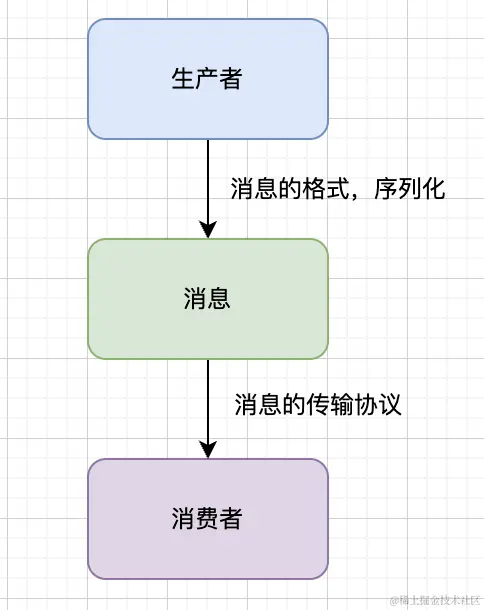 生产者
消息的格式，序列化
消息
消息的传输协议
消费者
@稀土掘金技术社区